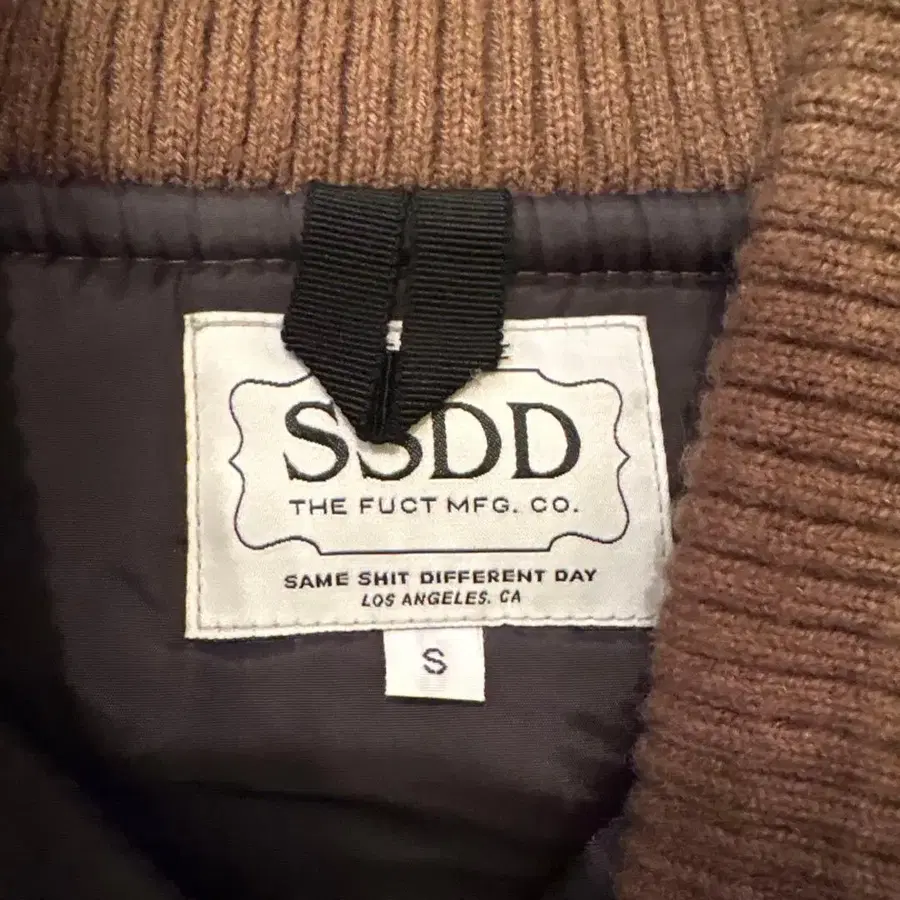 SSDD
THE FUCT MFG. CO.
SAME SHIT DIFFERENT DAY
LOS ANGELES. CA
S